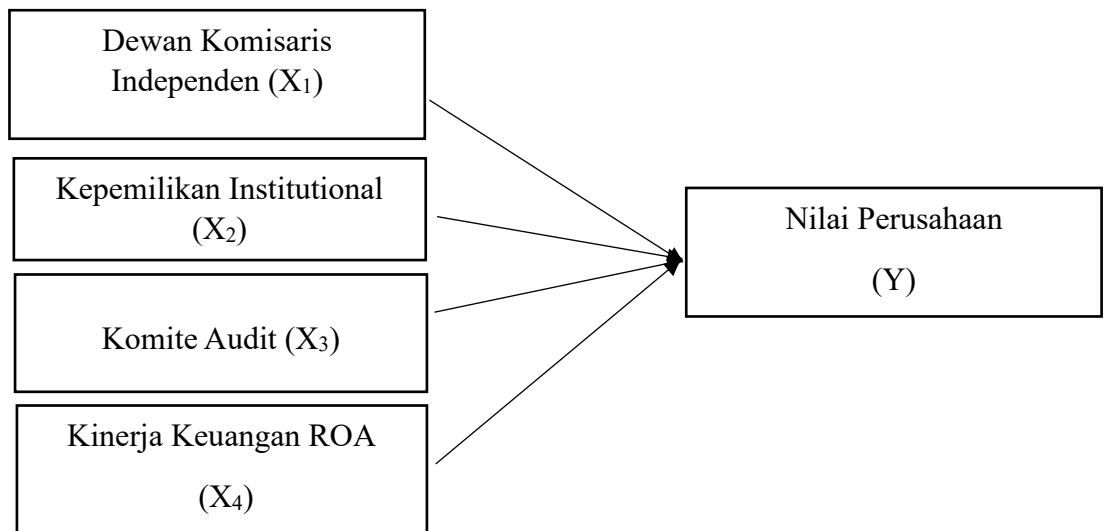 Dewan Komisaris
Independen (X₁)
Kepemilikan Institutional
(X₂)
Komite Audit (X₃)
Kinerja Keuangan ROA
(X₄)
Nilai Perusahaan
(Y)